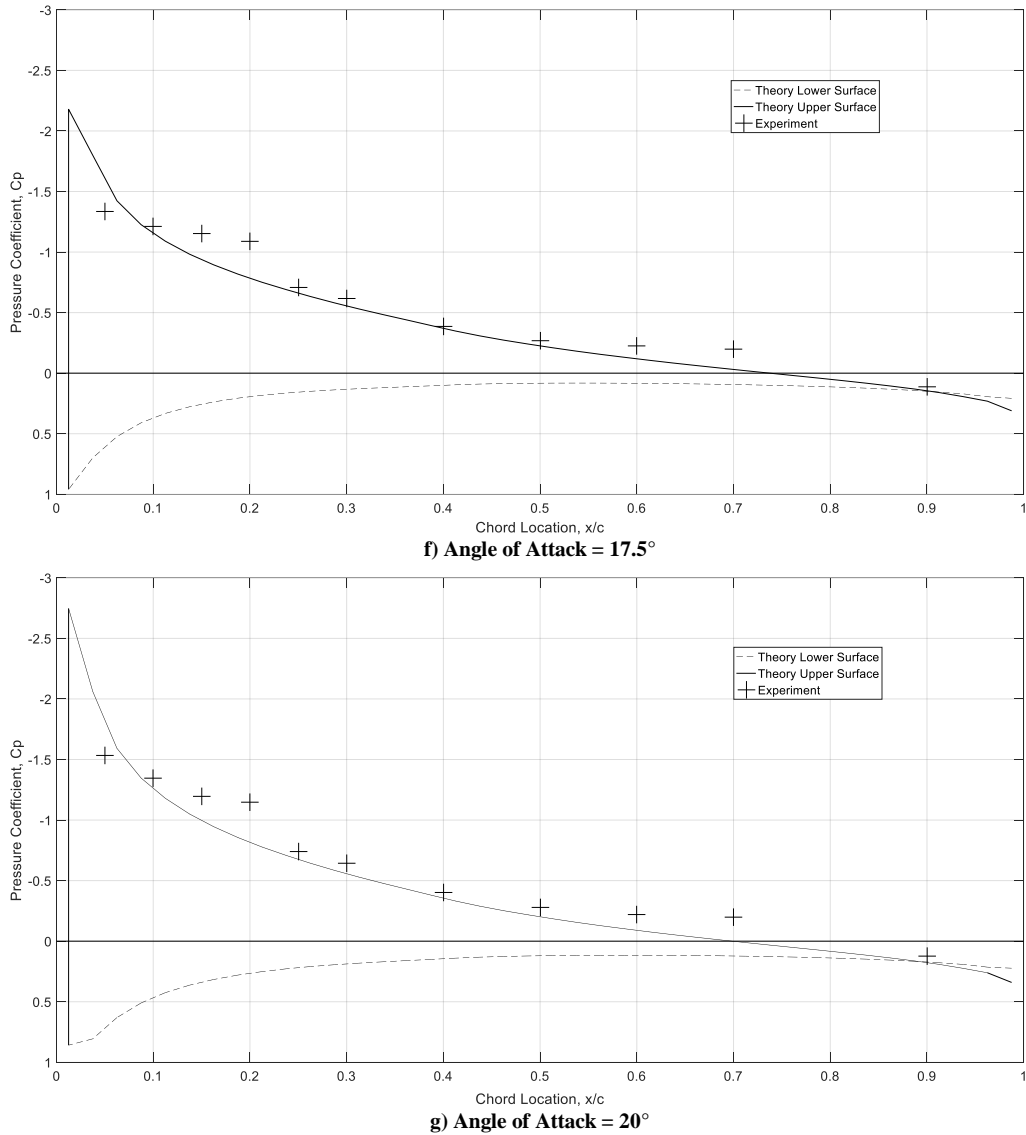 -3
-2.5
-2
-1.5
-1
-0.5
0
0.5
1
Pressure Coefficient, Cp
Theory Lower Surface
Theory Upper Surface
Experiment
0 0.1 0.2 0.3 0.4 0.5 0.6 0.7 0.8 0.9 1
Chord Location, x/c
f) Angle of Attack = 17.5°
-3
-2.5
-2
-1.5
-1
-0.5
0
0.5
1
Pressure Coefficient, Cp
Theory Lower Surface
Theory Upper Surface
Experiment
0 0.1 0.2 0.3 0.4 0.5 0.6 0.7 0.8 0.9 1
Chord Location, x/c
g) Angle of Attack = 20°